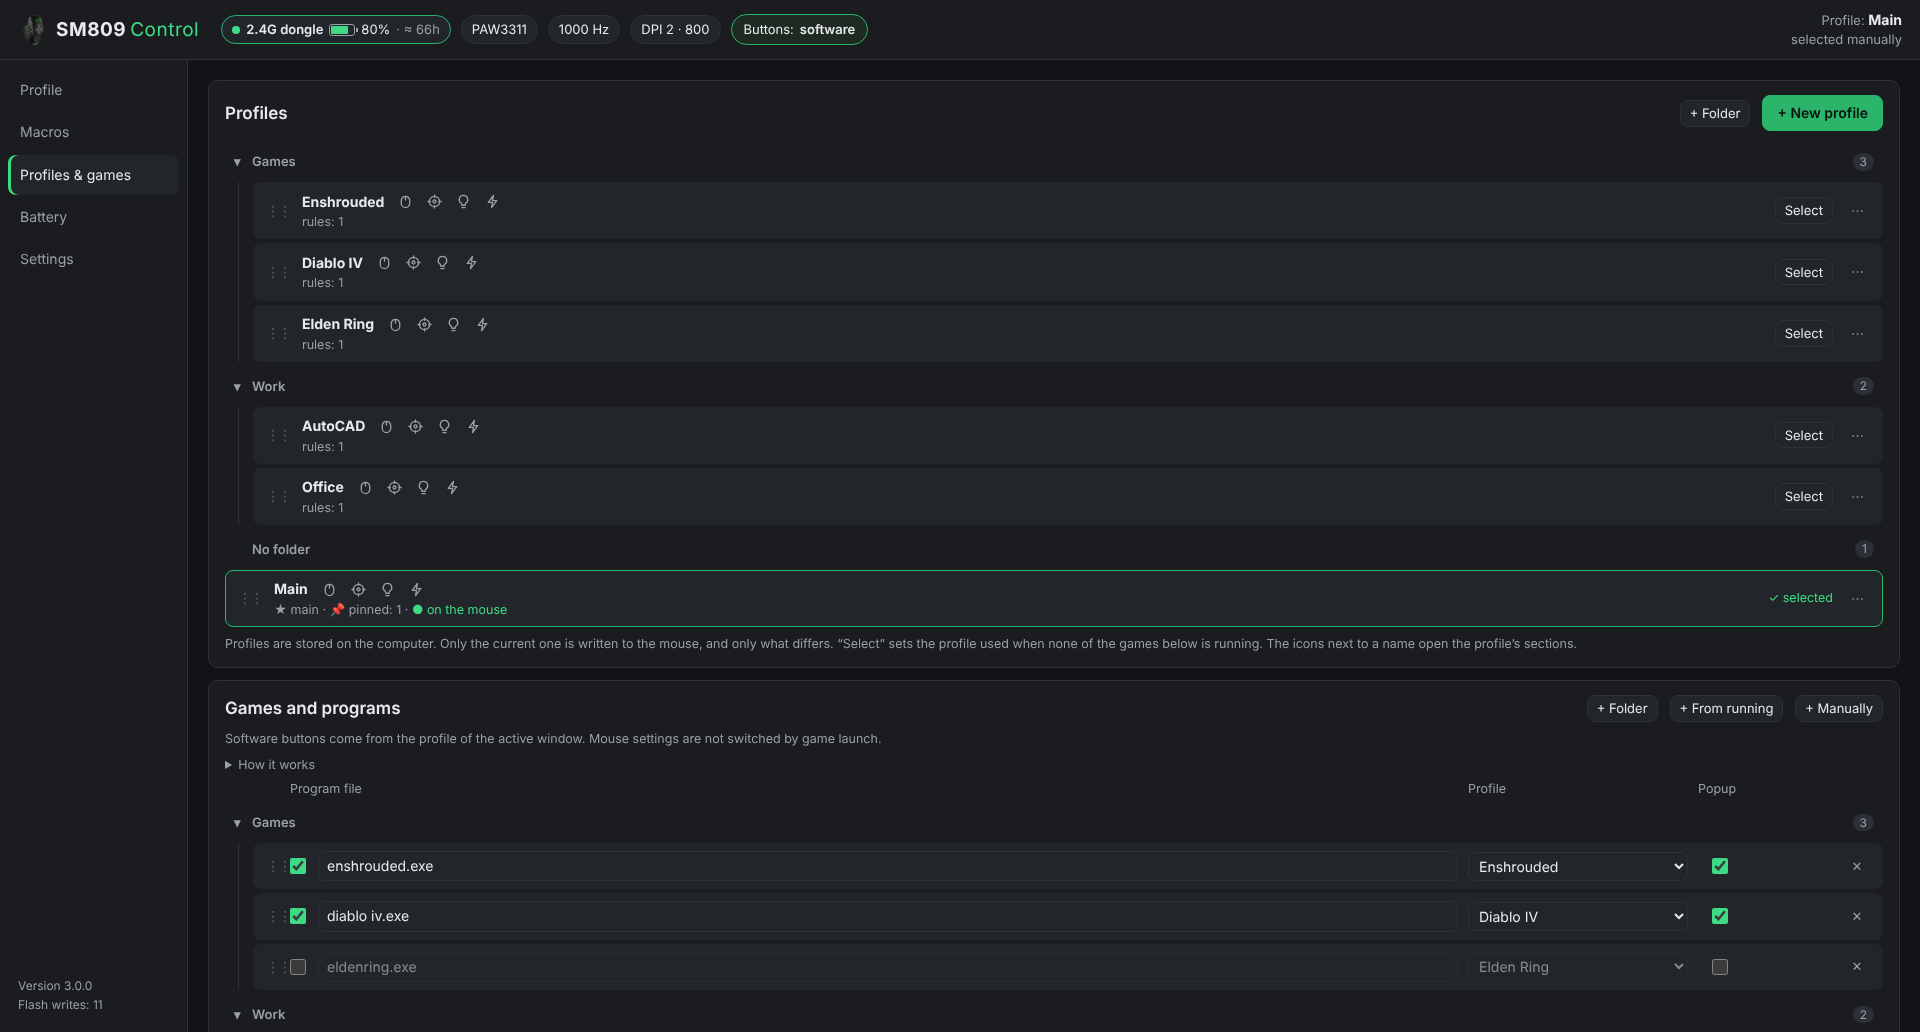 SM809 Control
2.4G dongle 80% · ≈ 66h
PAW3311
1000 Hz
DPI 2 · 800
Buttons: software
Profile: Main
selected manually
Profile
Macros
Profiles & games
Battery
Settings
Version 3.0.0
Flash writes: 11
Profiles
+ Folder
+ New profile
▼ Games 3
Enshrouded
rules: 1
Select ···
Diablo IV
rules: 1
Select ···
Elden Ring
rules: 1
Select ···
▼ Work 2
AutoCAD
rules: 1
Select ···
Office
rules: 1
Select ···
No folder 1
Main
★ main · 📌 pinned: 1 · ● on the mouse
✓ selected ···
Profiles are stored on the computer. Only the current one is written to the mouse, and only what differs. “Select” sets the profile used when none of the games below is running. The icons next to a name open the profile’s sections.
Games and programs
+ Folder
+ From running
+ Manually
Software buttons come from the profile of the active window. Mouse settings are not switched by game launch.
▶ How it works
Program file Profile Popup
▼ Games 3
enshrouded.exe Enshrouded ×
diablo iv.exe Diablo IV ×
eldenring.exe Elden Ring ×
▼ Work 2